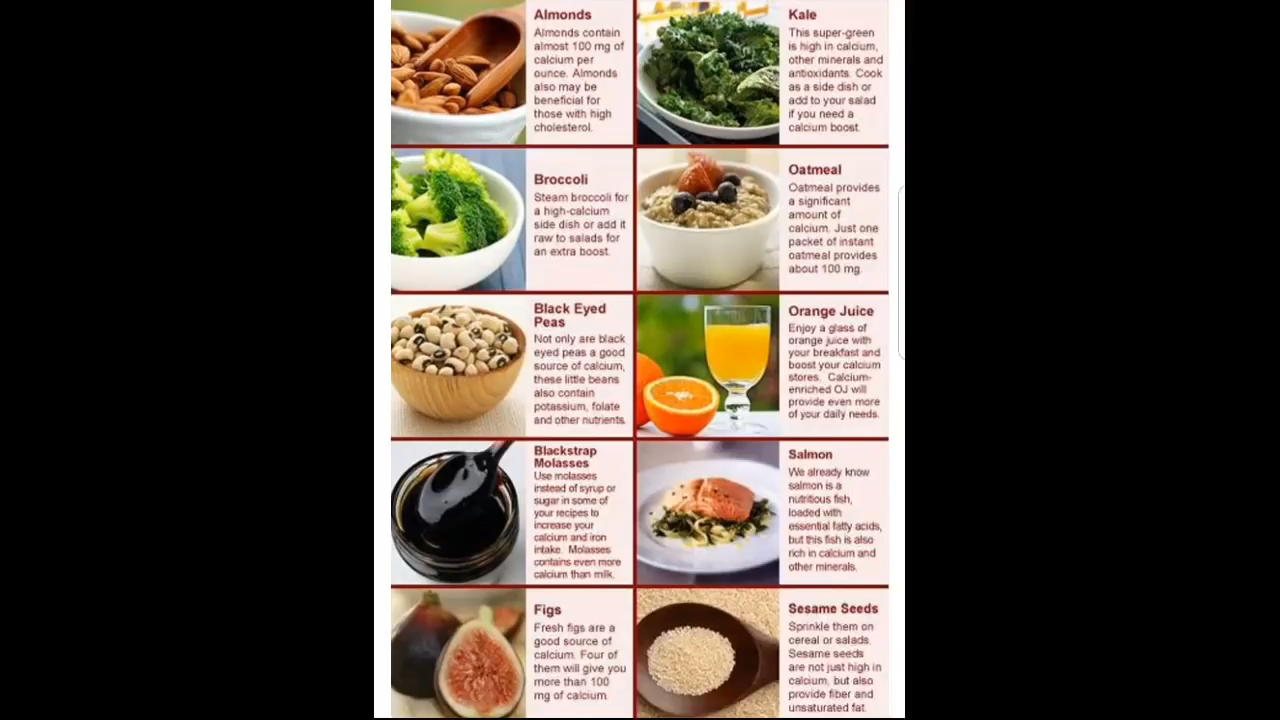 Almonds
Almonds contain
almost 100 mg of
calcium per
ounce. Almonds
also may be
beneficial for
those with high
cholesterol.
Kale
This super-green
is high in calcium,
other minerals and
antioxidants. Cook
as a side dish or
add to your salad
if you need a
calcium boost.
Broccoli
Steam broccoli for
a high-calcium
side dish or add it
raw to salads for
an extra boost.
Oatmeal
Oatmeal provides
a significant
amount of
calcium. Just one
packet of instant
oatmeal provides
about 100 mg.
Black Eyed
Peas
Not only are black
eyed peas a good
source of calcium,
these little beans
also contain
potassium, folate
and other nutrients.
Orange Juice
Enjoy a glass of
orange juice with
your breakfast and
boost your calcium
stores. Calcium-
enriched OJ will
provide even more
of your daily needs.
Blackstrap
Molasses
Use molasses
instead of syrup or
sugar in some of
your recipes to
increase your
calcium and iron
intake. Molasses
contains even more
calcium than milk.
Salmon
We already know
salmon is a
nutritious fish,
loaded with
essential fatty acids,
but this fish is also
rich in calcium and
other minerals.
Figs
Fresh figs are a
good source of
calcium. Four of
them will give you
more than 100
mg of calcium.
Sesame Seeds
Sprinkle them on
cereal or salads.
Sesame seeds
are not just high in
calcium, but also
provide fiber and
unsaturated fat.